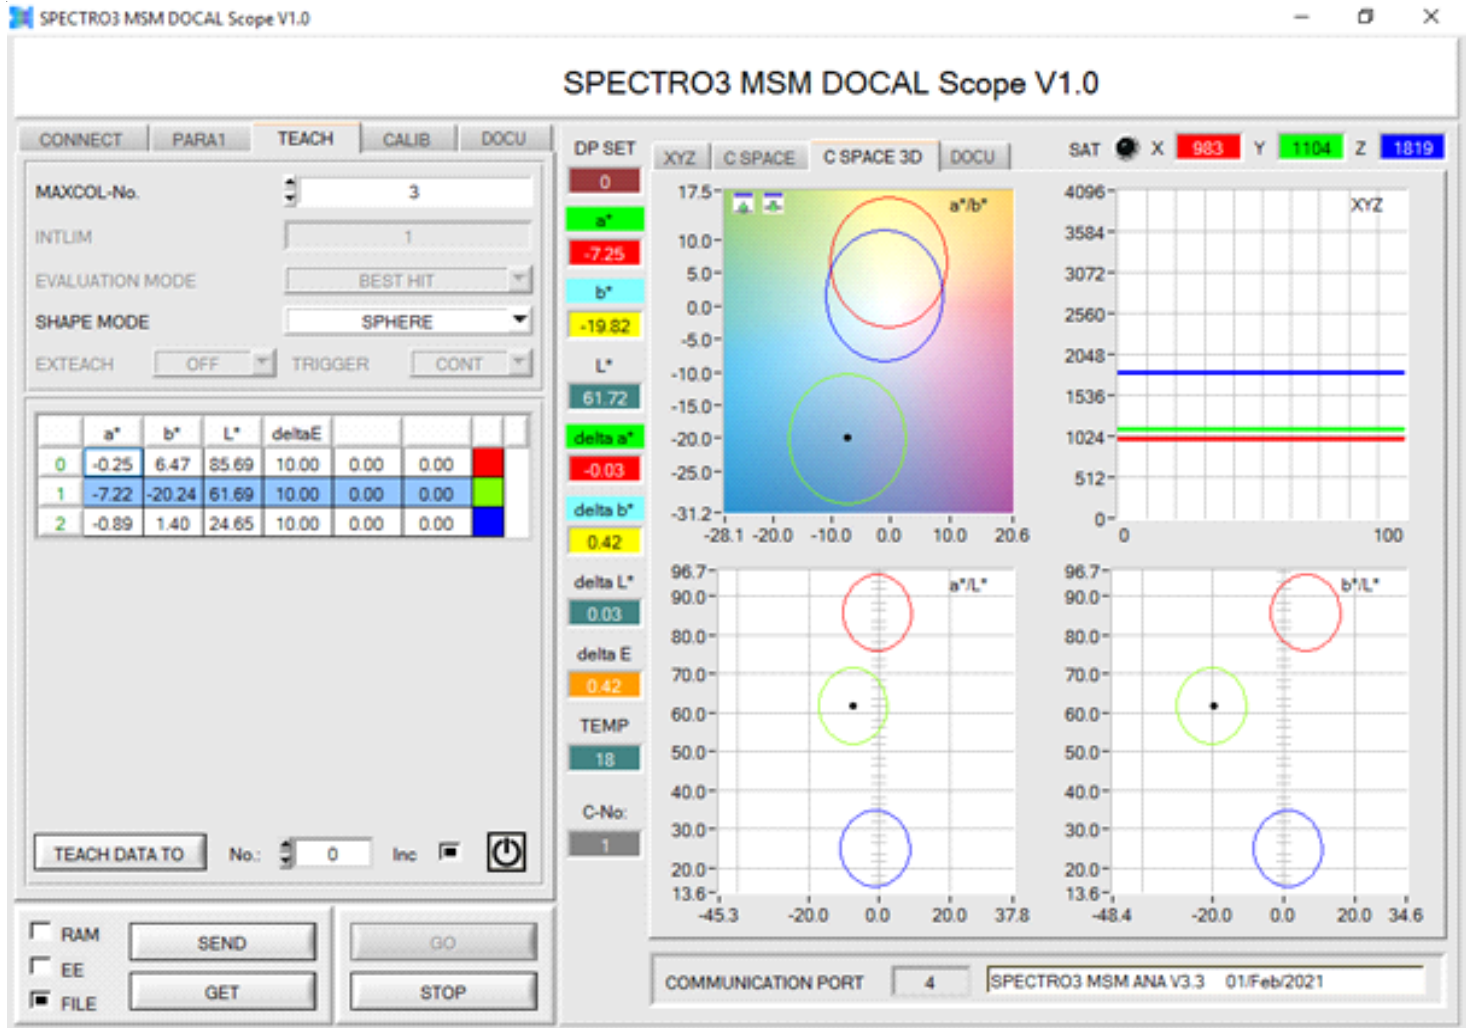 SPECTRO3 MSM DOCAL Scope V1.0
SPECTRO3 MSM DOCAL Scope V1.0
CONNECT PARA1 TEACH CALIB DOCU
MAXCOL-No. 3
INTLIM 1
EVALUATION MODE BEST HIT
SHAPE MODE SPHERE
EXTEACH OFF TRIGGER CONT
a* b* L* deltaE
0 -0.25 6.47 85.69 10.00 0.00 0.00
1 -7.22 -20.24 61.69 10.00 0.00 0.00
2 -0.89 1.40 24.65 10.00 0.00 0.00
TEACH DATA TO No.: 0 Inc
RAM
EE
FILE
SEND
GET
GO
STOP
DP SET
0
a*
-7.25
b*
-19.82
L*
61.72
delta a*
-0.03
delta b*
0.42
delta L*
0.03
delta E
0.42
TEMP
18
C-No:
1
XYZ C SPACE C SPACE 3D DOCU
SAT X 983 Y 1104 Z 1819
a*/b*
17.5
10.0
5.0
0.0
-5.0
-10.0
-15.0
-20.0
-25.0
-31.2
-28.1 -20.0 -10.0 0.0 10.0 20.6
XYZ
4096
3584
3072
2560
2048
1536
1024
512
0
0 100
a*/L*
96.7
90.0
80.0
70.0
60.0
50.0
40.0
30.0
20.0
13.6
-45.3 -20.0 0.0 20.0 37.8
b*/L*
96.7
90.0
80.0
70.0
60.0
50.0
40.0
30.0
20.0
13.6
-48.4 -20.0 0.0 20.0 34.6
COMMUNICATION PORT 4 SPECTRO3 MSM ANA V3.3 01/Feb/2021